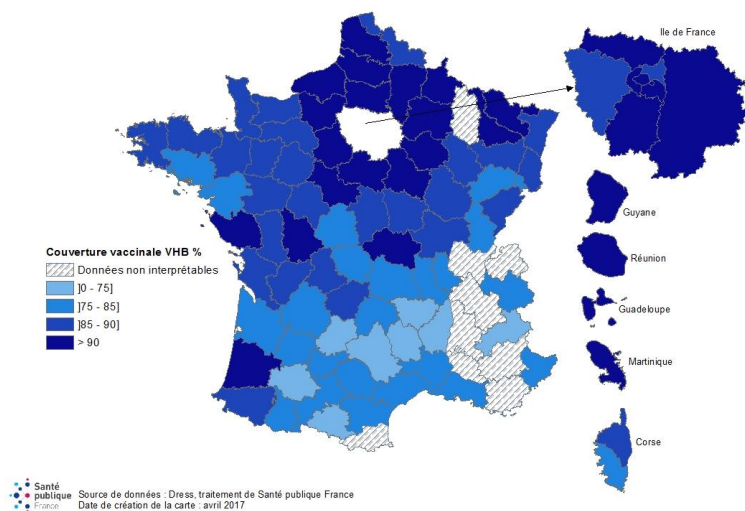 Ile de France
Guyane
Réunion
Guadeloupe
Martinique
Corse
Couverture vaccinale VHB %
Données non interprétables
]0 - 75]
]75 - 85]
]85 - 90]
> 90
Santé
publique
France
Source de données : Dress, traitement de Santé publique France
Date de création de la carte : avril 2017